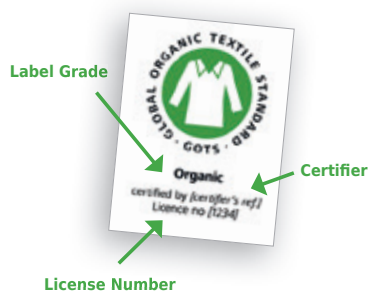 GLOBAL ORGANIC TEXTILE STANDARD
· GOTS ·
Label Grade
Organic
Certifier
certified by [certifier's ref.]
Licence no [1234]
License Number